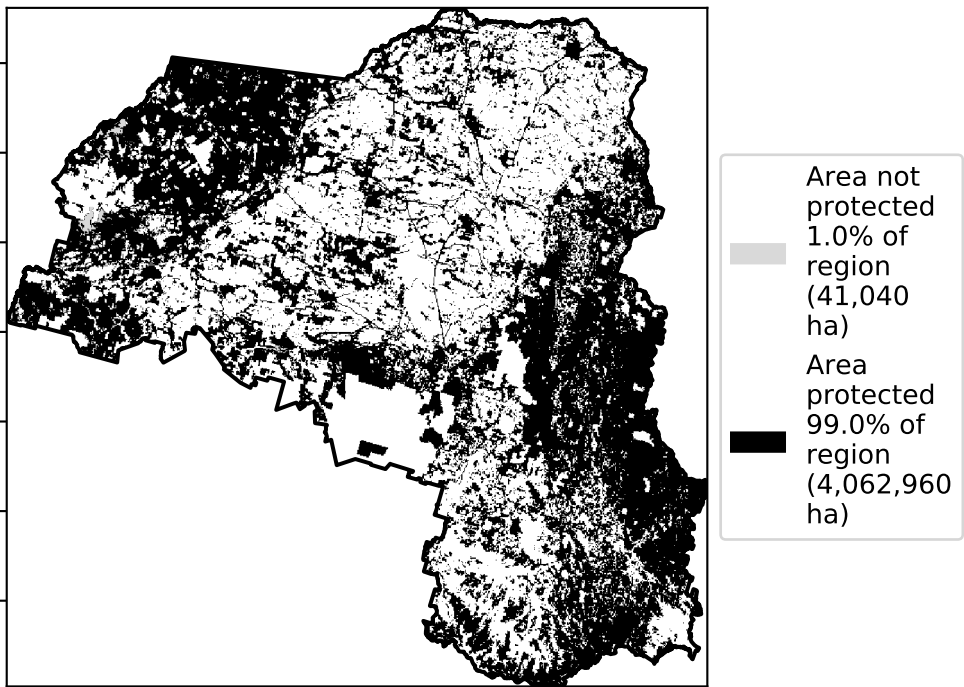 Area not
protected
1.0% of
region
(41,040
ha)
Area
protected
99.0% of
region
(4,062,960
ha)